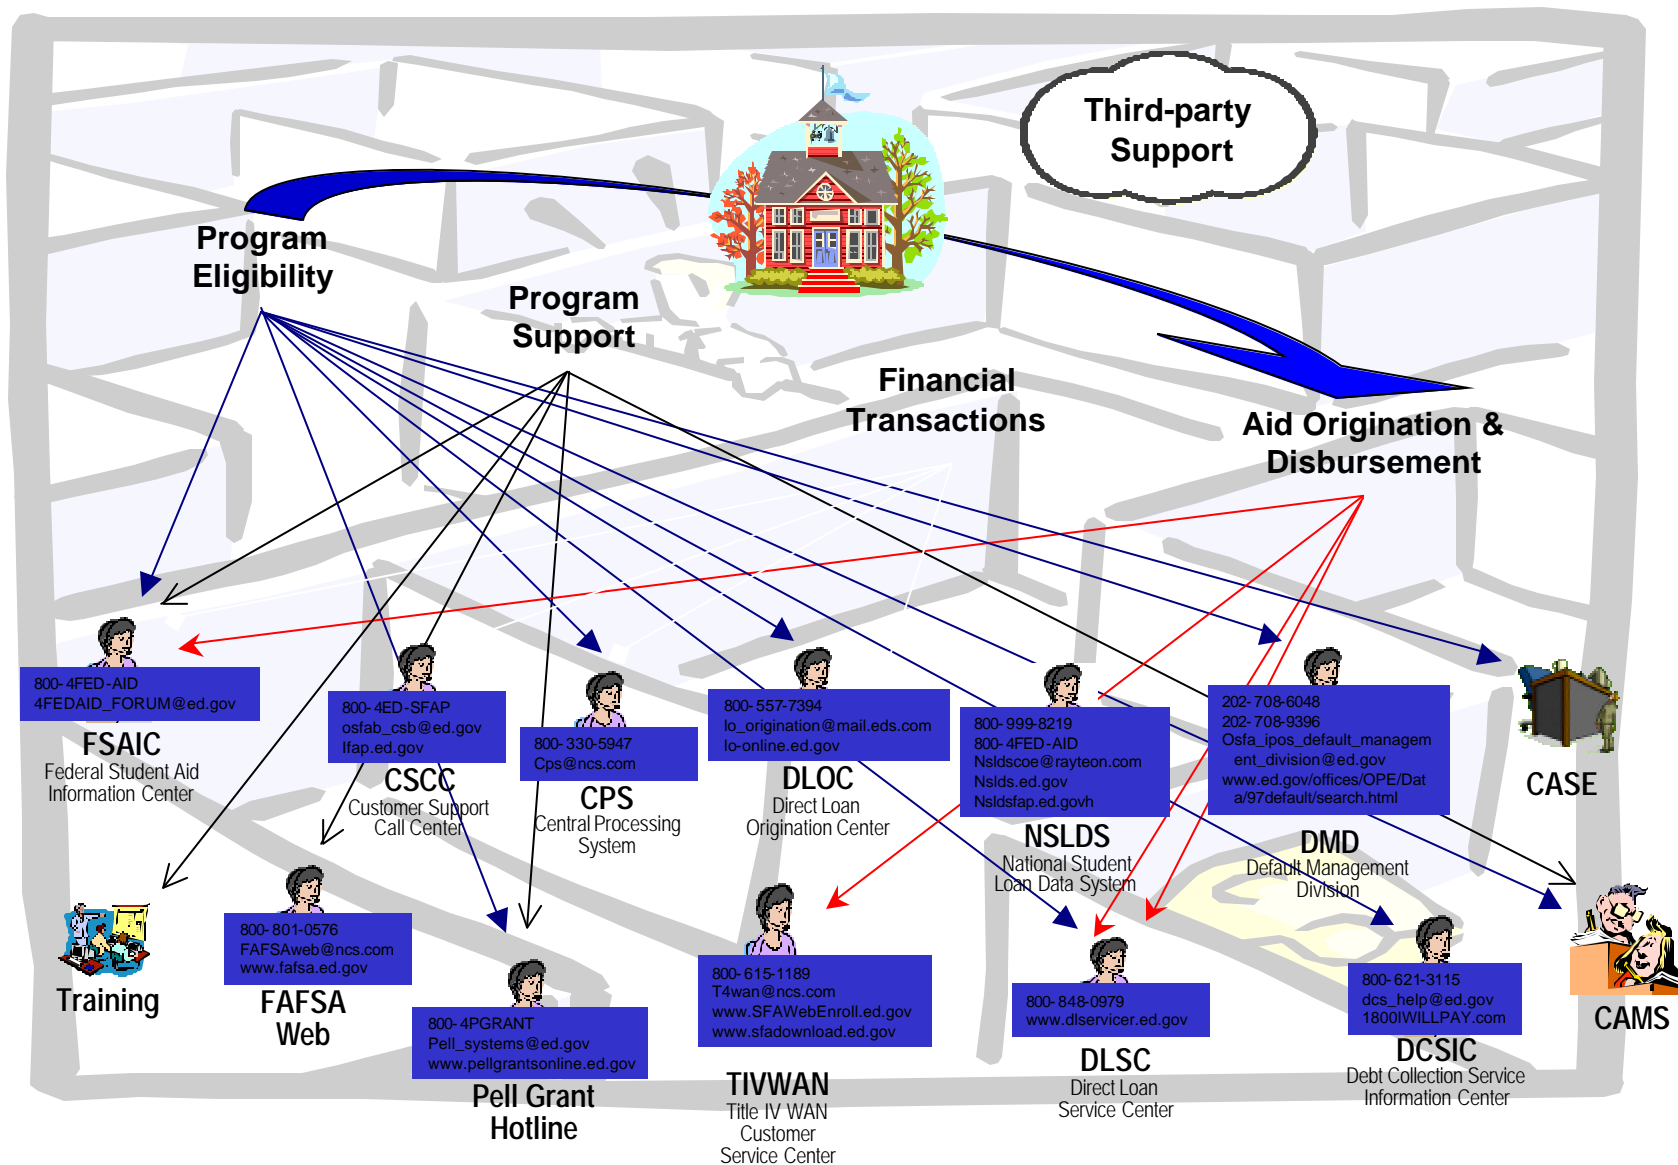 Third-party
Support
Program
Eligibility
Program
Support
Financial
Transactions
Aid Origination &
Disbursement
800-4FED-AID
4FEDAID_FORUM@ed.gov
FSAIC
Federal Student Aid
Information Center
800-4ED-SFAP
osfab_csb@ed.gov
Ifap.ed.gov
CSCC
Customer Support
Call Center
800-330-5947
Cps@ncs.com
CPS
Central Processing
System
800-557-7394
lo_origination@mail.eds.com
lo-online.ed.gov
DLOC
Direct Loan
Origination Center
800-999-8219
800-4FED-AID
Nsldscoe@rayteon.com
Nslds.ed.gov
Nsldsfap.ed.govh
NSLDS
National Student
Loan Data System
202-708-6048
202-708-9396
Osfa_ipos_default_managem
ent_division@ed.gov
www.ed.gov/offices/OPE/Dat
a/97default/search.html
DMD
Default Management
Division
CASE
Training
800-801-0576
FAFSAweb@ncs.com
www.fafsa.ed.gov
FAFSA
Web
800-4PGRANT
Pell_systems@ed.gov
www.pellgrantsonline.ed.gov
Pell Grant
Hotline
800-615-1189
T4wan@ncs.com
www.SFAWebEnroll.ed.gov
www.sfadownload.ed.gov
TIVWAN
Title IV WAN
Customer
Service Center
800-848-0979
www.dlservicer.ed.gov
DLSC
Direct Loan
Service Center
800-621-3115
dcs_help@ed.gov
1800IWILLPAY.com
DCSIC
Debt Collection Service
Information Center
CAMS